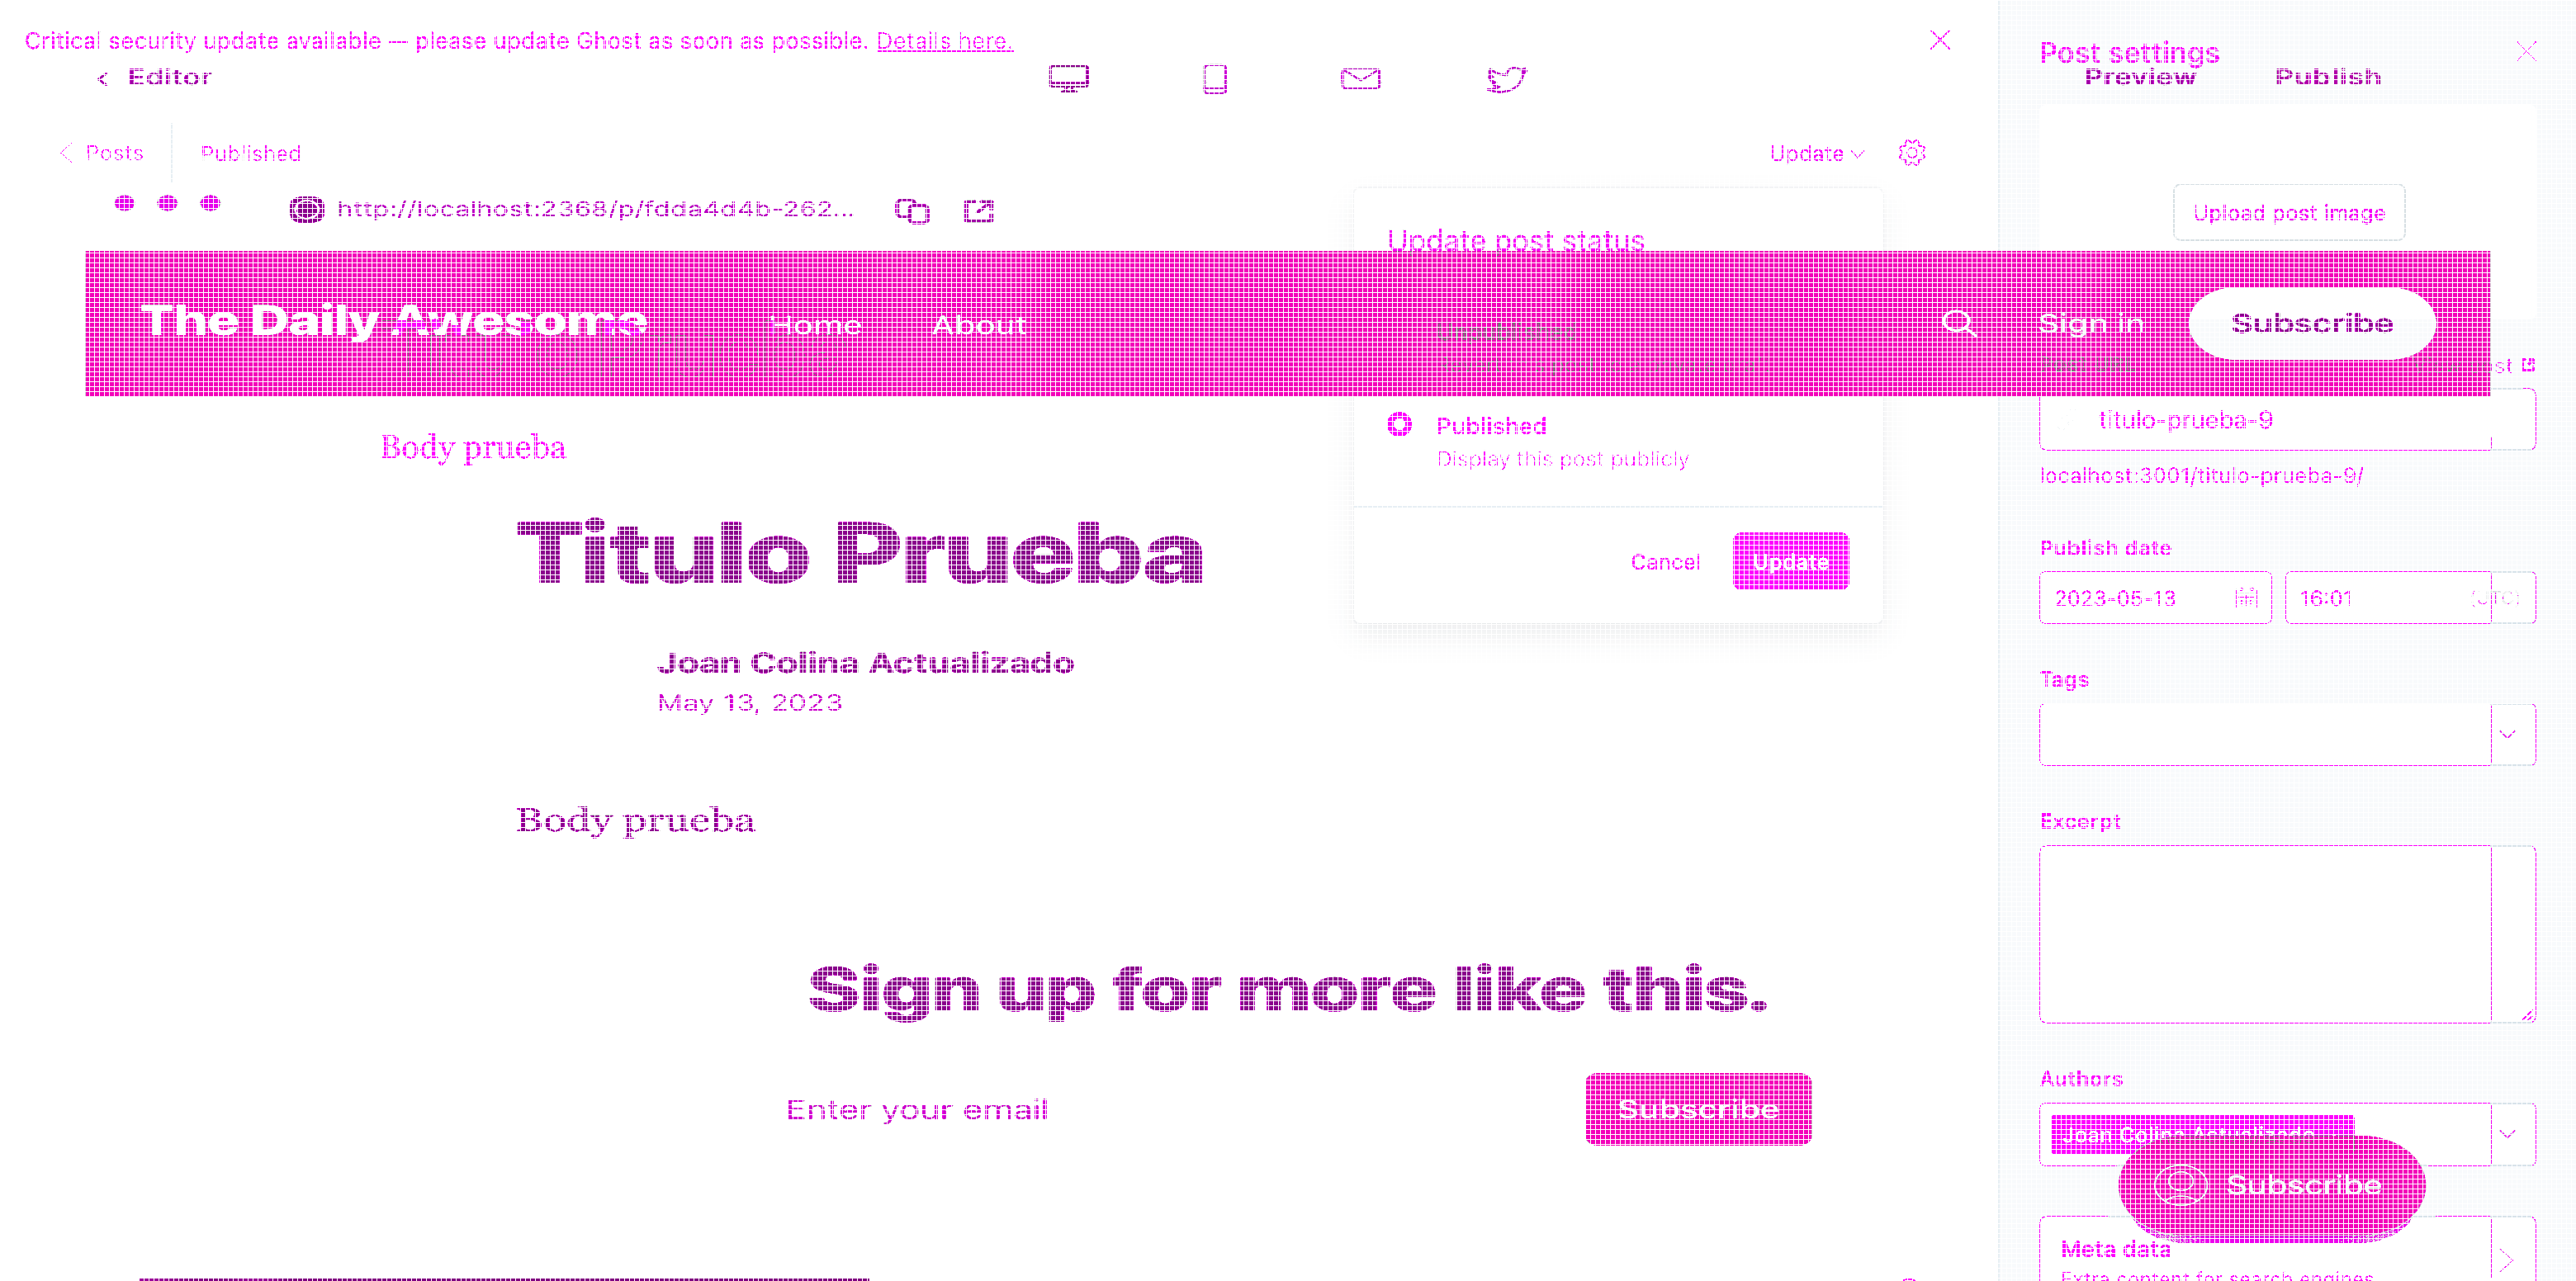 Critical security update available — please update Ghost as soon as possible. Details here.
Post settings
Editor
Preview
Publish
Posts
Published
Update
http://localhost:2368/p/fdda4d4b-262...
Upload post image
Update post status
The Daily Awesome
Home
About
Sign in
Subscribe
titulo-prueba-9
Published
Body prueba
Display this post publicly
localhost:3001/titulo-prueba-9/
Titulo Prueba
Publish date
Cancel
Update
2023-05-13
16:01
(UTC)
Joan Colina Actualizado
Tags
May 13, 2023
Body prueba
Excerpt
Sign up for more like this.
Authors
Enter your email
Subscribe
Joan Colina Actualizado
Subscribe
Meta data
Extra content for search engines